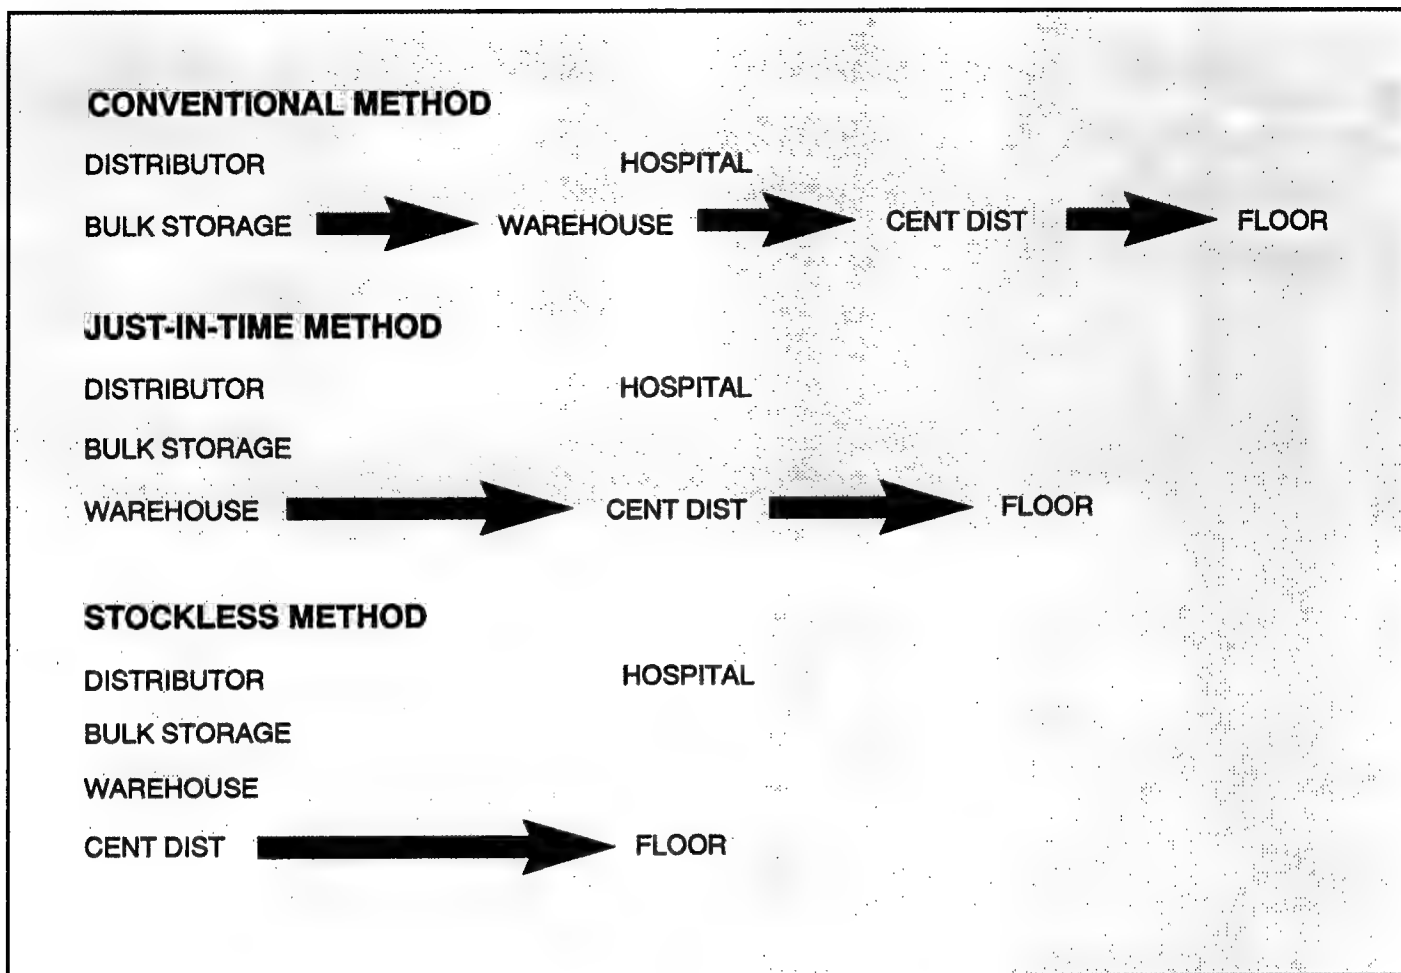 CONVENTIONAL METHOD
DISTRIBUTOR HOSPITAL
BULK STORAGE WAREHOUSE CENT DIST FLOOR
JUST-IN-TIME METHOD
DISTRIBUTOR HOSPITAL
BULK STORAGE
WAREHOUSE CENT DIST FLOOR
STOCKLESS METHOD
DISTRIBUTOR HOSPITAL
BULK STORAGE
WAREHOUSE
CENT DIST FLOOR